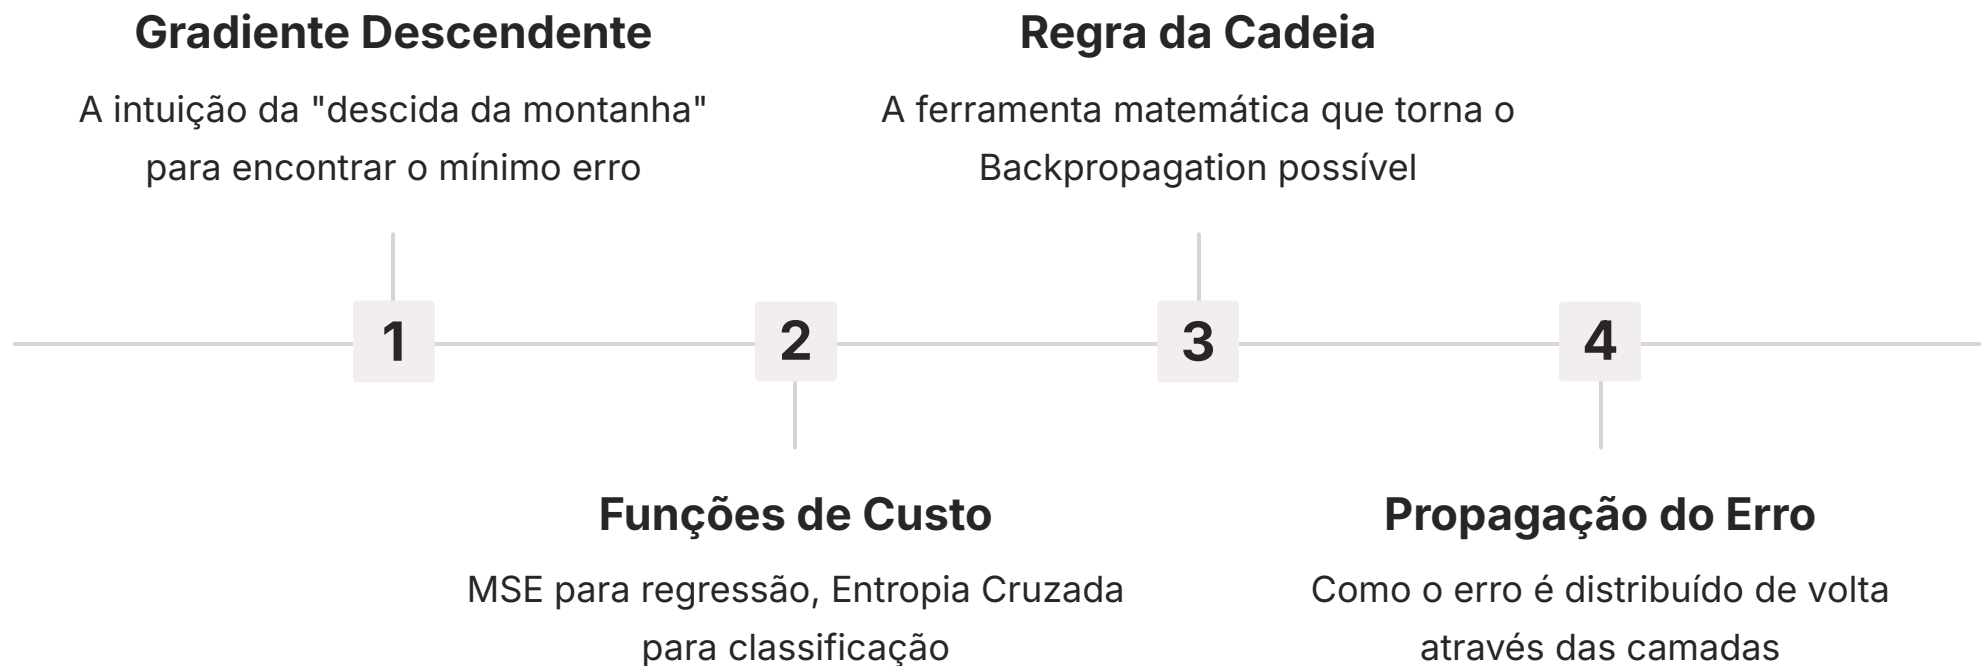 Gradiente Descendente
A intuição da "descida da montanha"
para encontrar o mínimo erro
Regra da Cadeia
A ferramenta matemática que torna o
Backpropagation possível
1
2
3
4
Funções de Custo
MSE para regressão, Entropia Cruzada
para classificação
Propagação do Erro
Como o erro é distribuído de volta
através das camadas